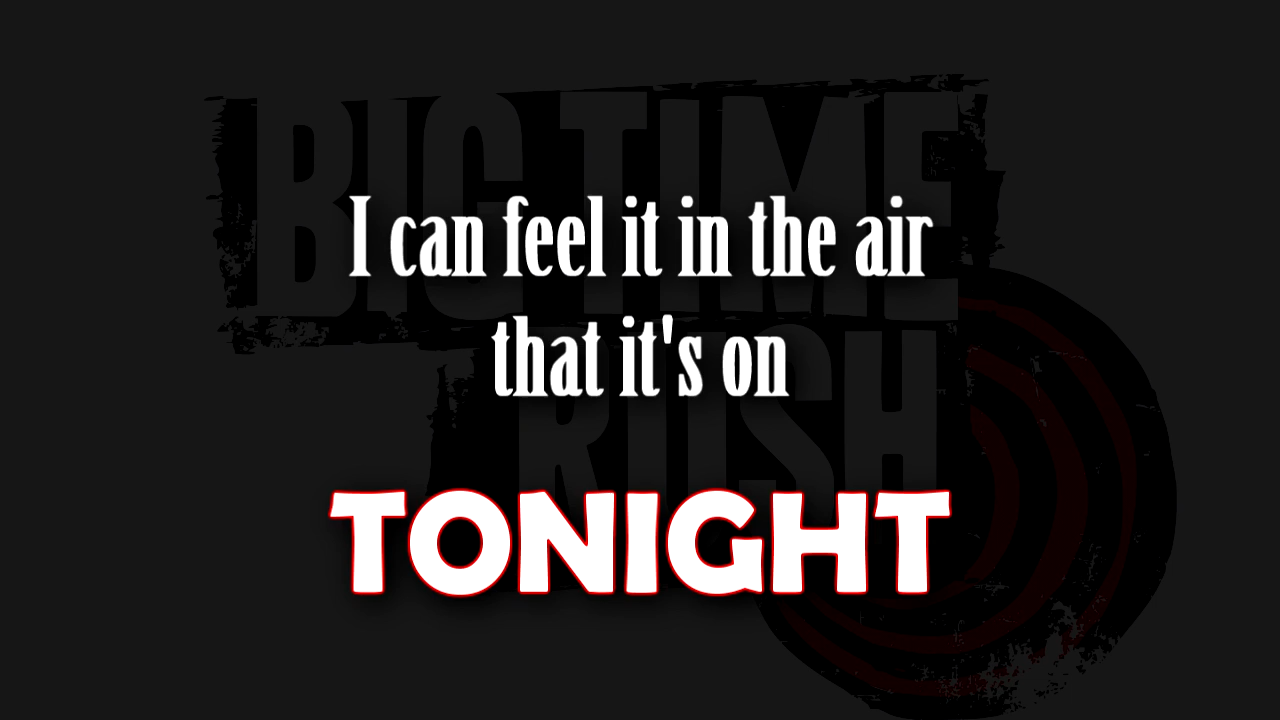 BIG TIME
RUSH
I can feel it in the air
that it's on
TONIGHT